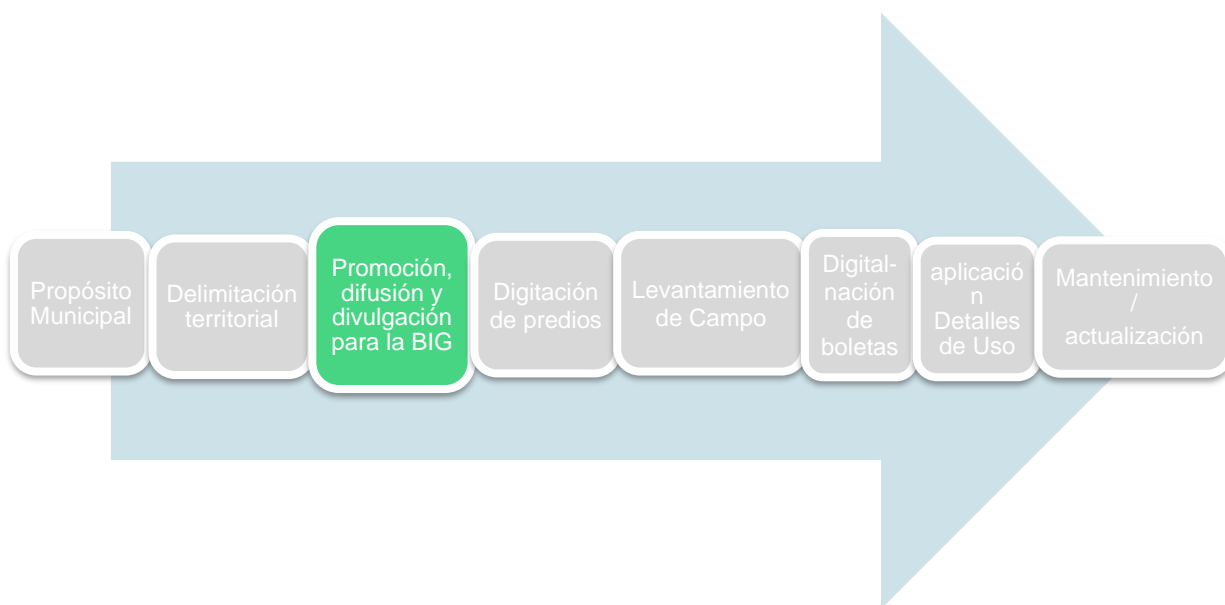 Propósito
Municipal
Delimitación
territorial
Promoción,
difusión y
divulgación
para la BIG
Digitación
de predios
Levantamiento
de Campo
Digital-
nación
de
boletas
aplicació
n
Detalles
de Uso
Mantenimiento
/
actualización